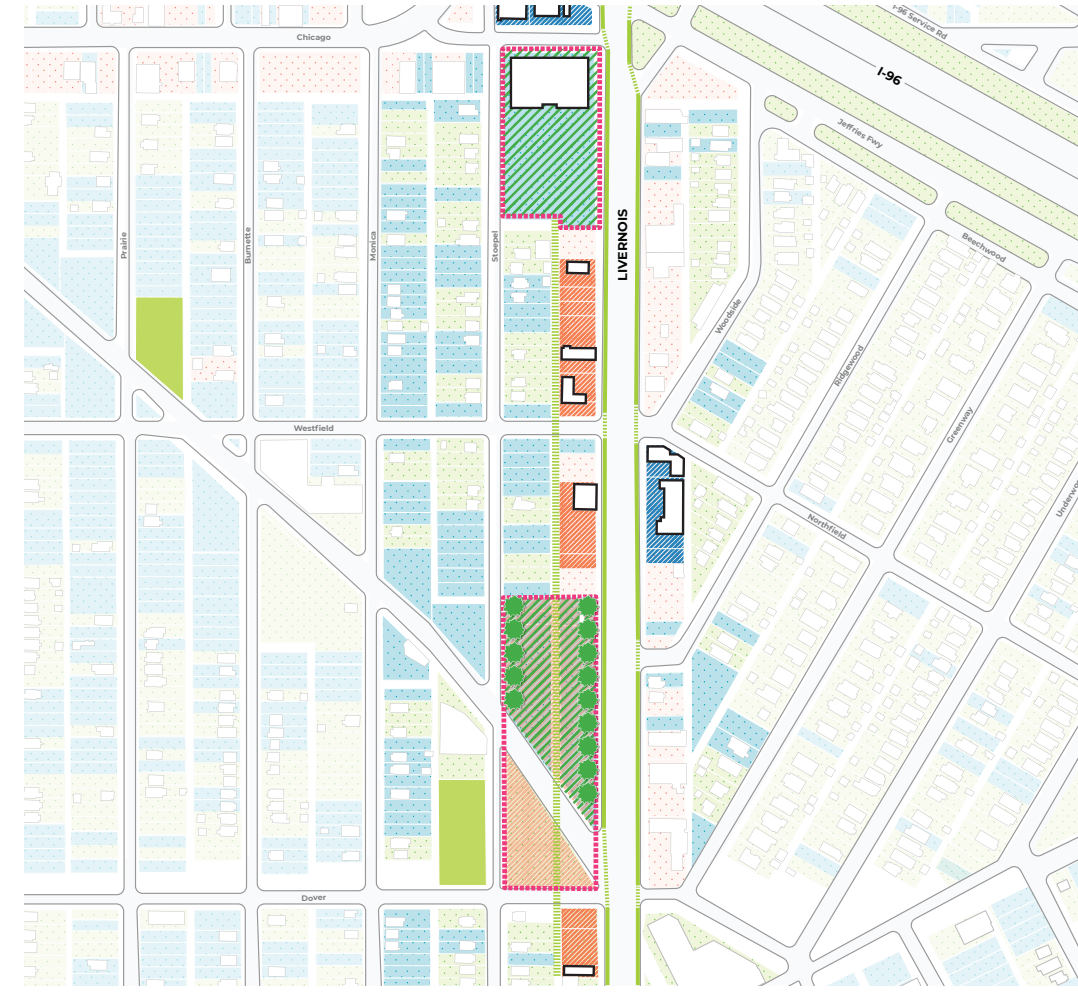 I-96 Service Rd
Chicago
I-96
Jeffries Fwy
LIVERNOIS
Prairie
Burnette
Monica
Stoepel
Beechwood
Woodside
Ridgewood
Greenway
Westfield
Northfield
Dover